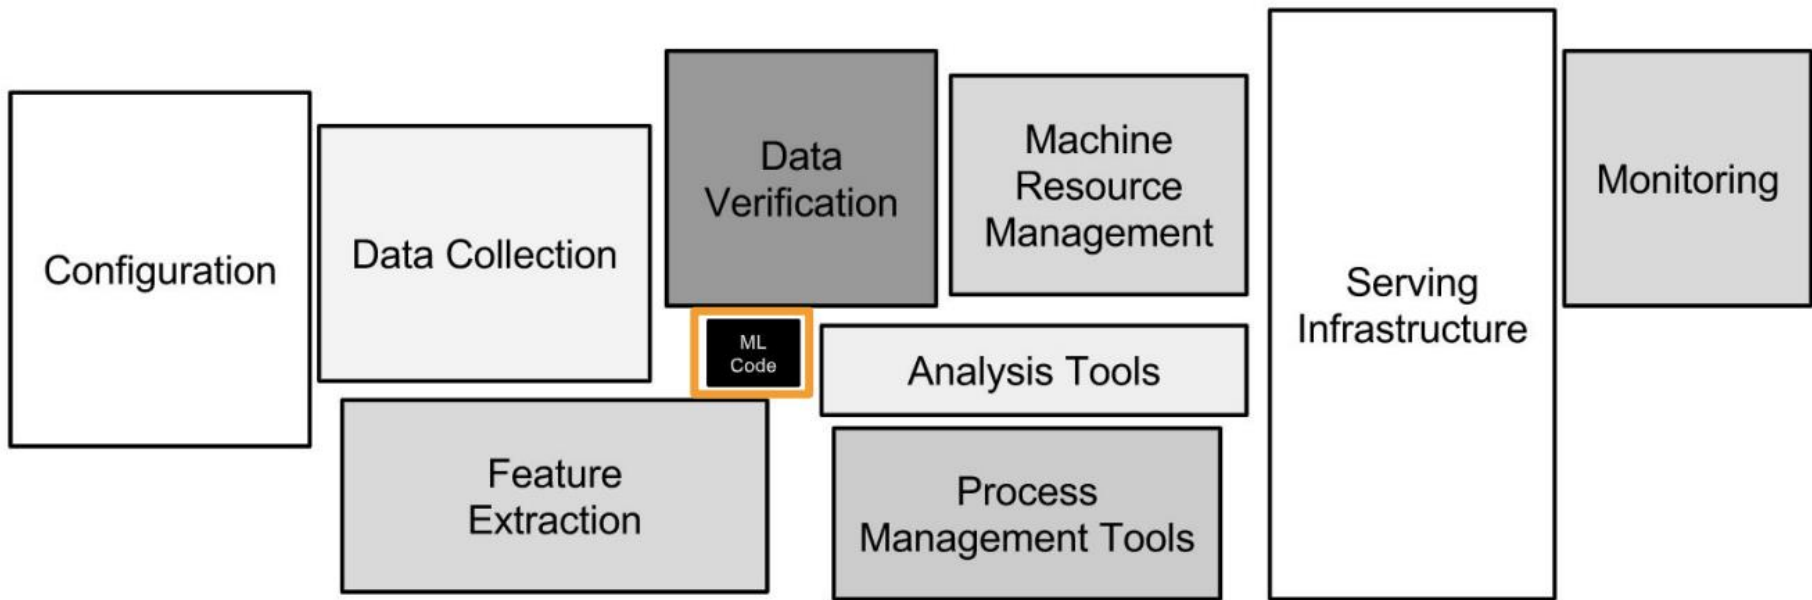 Configuration
Data Collection
Feature
Extraction
Data
Verification
ML
Code
Machine
Resource
Management
Analysis Tools
Process
Management Tools
Serving
Infrastructure
Monitoring